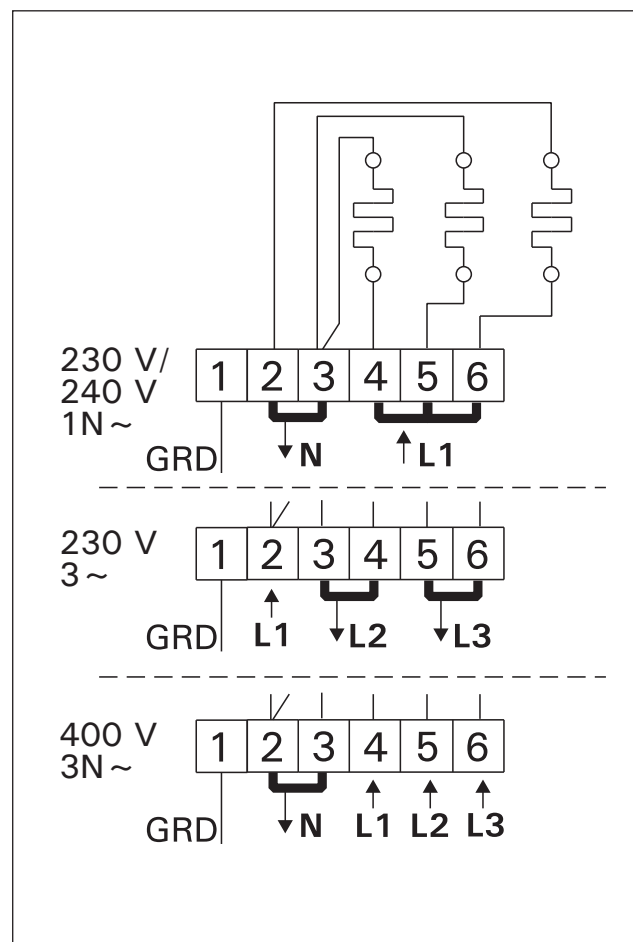 230 V/
240 V
1N~
1 2 3 4 5 6
GRD
N
L1
230 V
3~
1 2 3 4 5 6
GRD
L1
L2
L3
400 V
3N~
1 2 3 4 5 6
GRD
N
L1
L2
L3